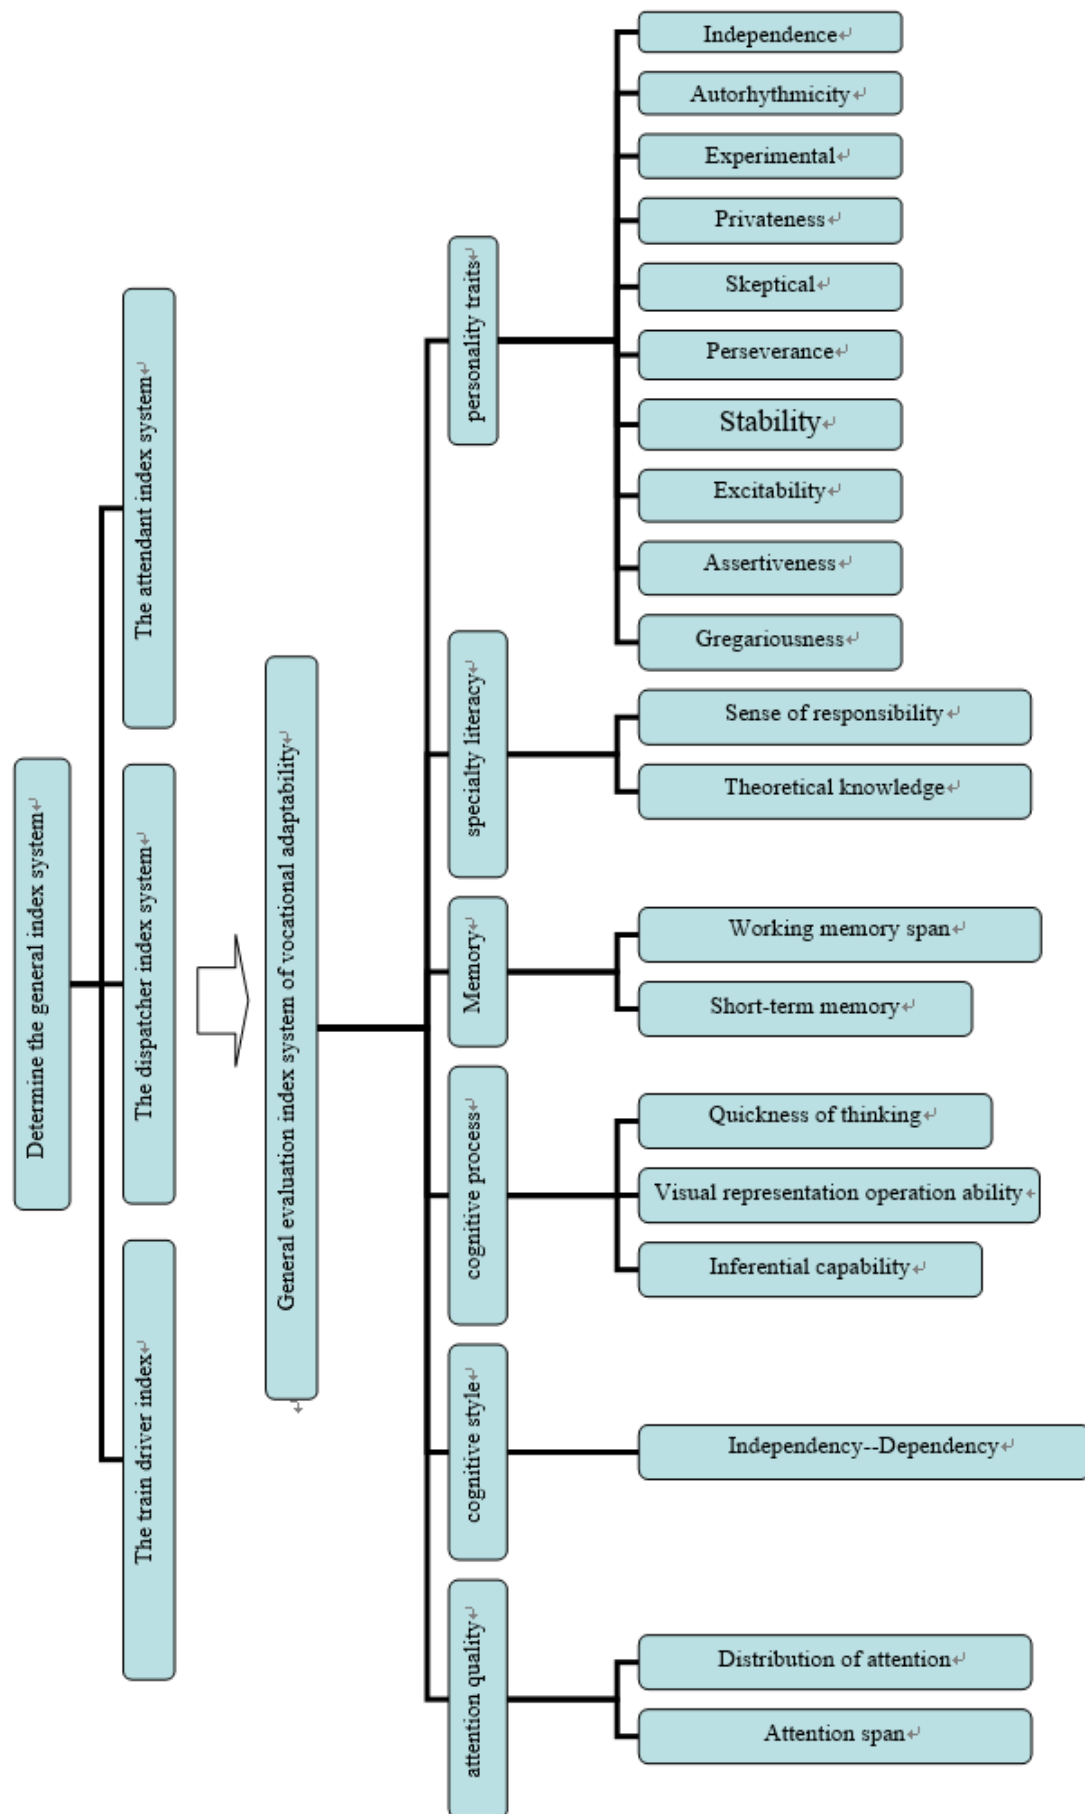 Determine the general index system
The attendant index system
The dispatcher index system
The train driver index
General evaluation index system of vocational adaptability
personality traits
Independence
Autorhythmicity
Experimental
Privateness
Skeptical
Perseverance
Stability
Excitability
Assertiveness
Gregariousness
specialty literacy
Sense of responsibility
Theoretical knowledge
Memory
Working memory span
Short-term memory
cognitive process
Quickness of thinking
Visual representation operation ability
Inferential capability
cognitive style
Independency--Dependency
attention quality
Distribution of attention
Attention span